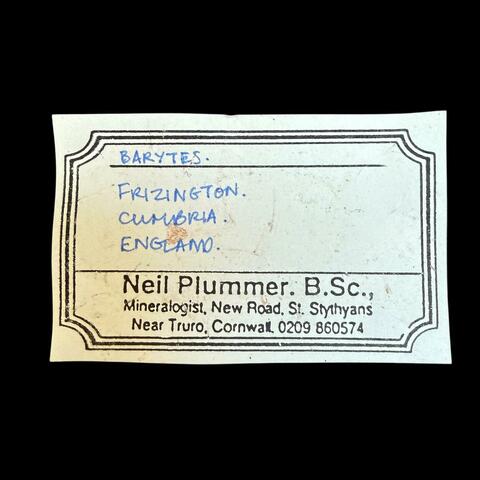 BARYTES.
FRIZINGTON.
CUMBRIA.
ENGLAND.
Neil Plummer. B.Sc.,
Mineralogist, New Road, St. Stythyans
Near Truro, Cornwall. 0209 860574